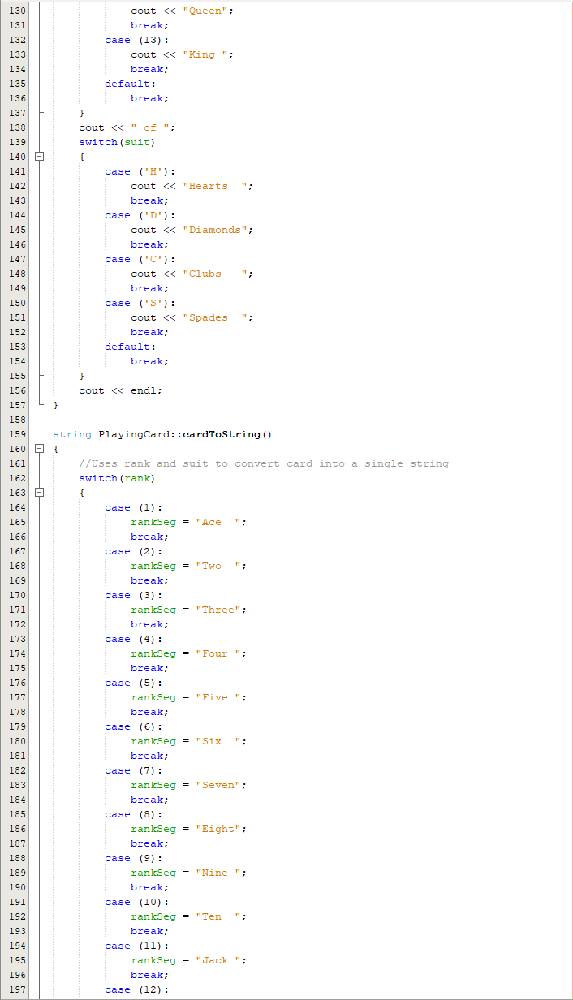 130             cout << "Queen";
131             break;
132         case (13):
133             cout << "King ";
134             break;
135         default:
136             break;
137     }
138     cout << " of ";
139     switch(suit)
140     {
141         case ('H'):
142             cout << "Hearts  ";
143             break;
144         case ('D'):
145             cout << "Diamonds";
146             break;
147         case ('C'):
148             cout << "Clubs   ";
149             break;
150         case ('S'):
151             cout << "Spades  ";
152             break;
153         default:
154             break;
155     }
156     cout << endl;
157 }
158
159 string PlayingCard::cardToString()
160 {
161     //Uses rank and suit to convert card into a single string
162     switch(rank)
163     {
164         case (1):
165             rankSeg = "Ace  ";
166             break;
167         case (2):
168             rankSeg = "Two  ";
169             break;
170         case (3):
171             rankSeg = "Three";
172             break;
173         case (4):
174             rankSeg = "Four ";
175             break;
176         case (5):
177             rankSeg = "Five ";
178             break;
179         case (6):
180             rankSeg = "Six  ";
181             break;
182         case (7):
183             rankSeg = "Seven";
184             break;
185         case (8):
186             rankSeg = "Eight";
187             break;
188         case (9):
189             rankSeg = "Nine ";
190             break;
191         case (10):
192             rankSeg = "Ten  ";
193             break;
194         case (11):
195             rankSeg = "Jack ";
196             break;
197         case (12):